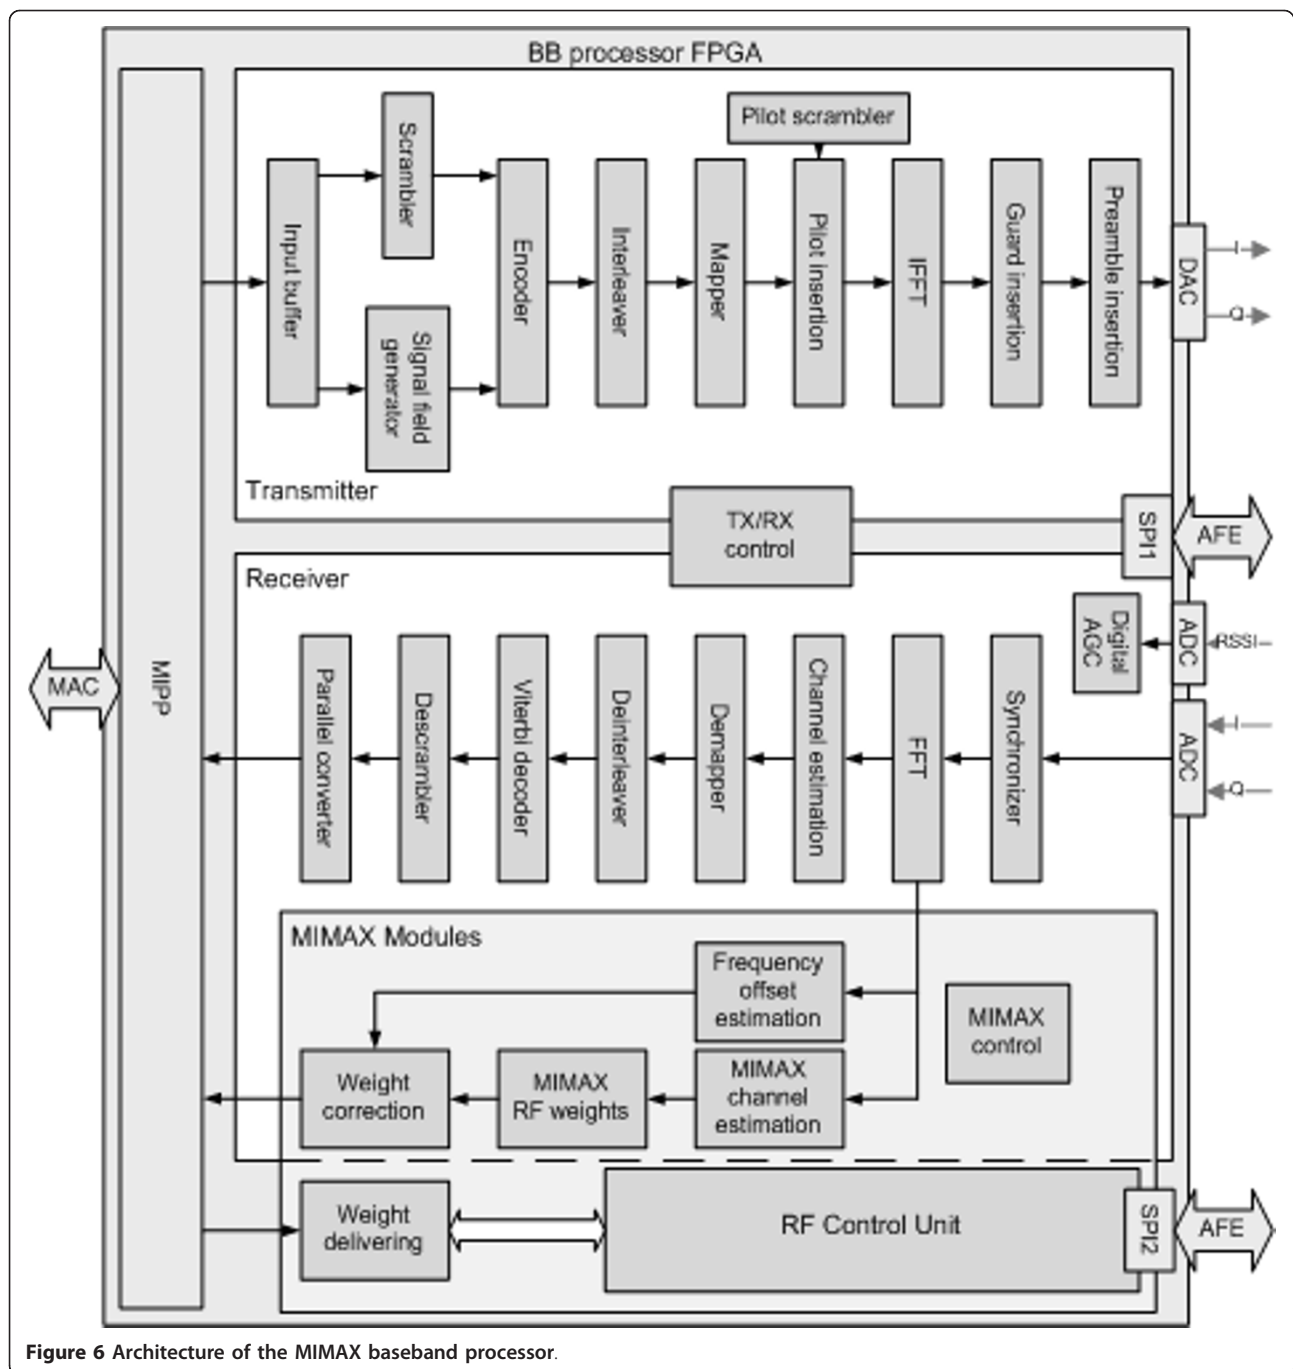 BB processor FPGA
Pilot scrambler
Scrambler
Input buffer
Signal field
generator
Encoder
Interleaver
Mapper
Pilot insertion
IFFT
Guard insertion
Preamble insertion
DAC
I
Q
Transmitter
TX/RX
control
SPI1
AFE
Receiver
Digital
AGC
ADC
RSSI
MAC
MIPP
Parallel converter
Descrambler
Viterbi decoder
Deinterleaver
Demapper
Channel estimation
FFT
Synchronizer
ADC
I
Q
MIMAX Modules
Frequency
offset
estimation
MIMAX
control
Weight
correction
MIMAX
RF weights
MIMAX
channel
estimation
Weight
delivering
RF Control Unit
SPI2
AFE
Figure 6 Architecture of the MIMAX baseband processor.